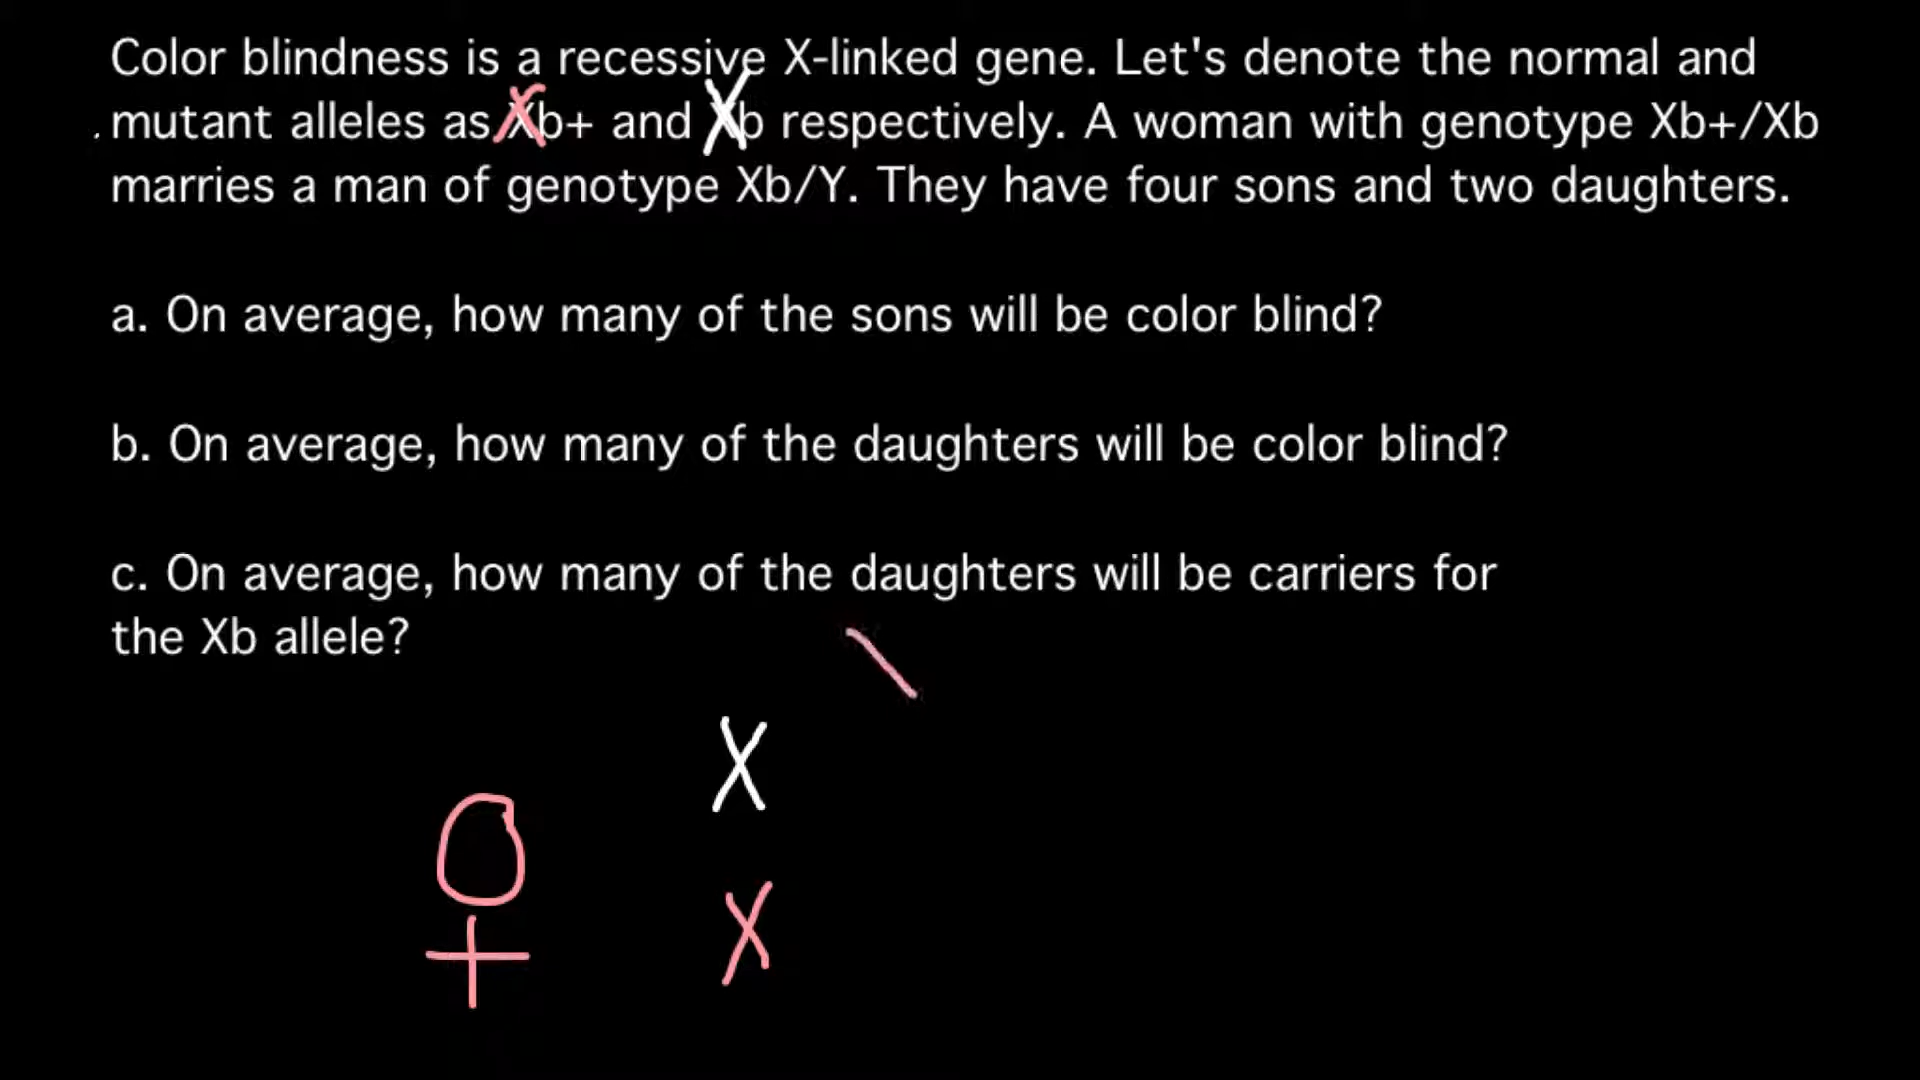 Color blindness is a recessive X-linked gene. Let's denote the normal and
mutant alleles as Xb+ and Xb respectively. A woman with genotype Xb+/Xb
marries a man of genotype Xb/Y. They have four sons and two daughters.
a. On average, how many of the sons will be color blind?
b. On average, how many of the daughters will be color blind?
c. On average, how many of the daughters will be carriers for
the Xb allele?
X
X